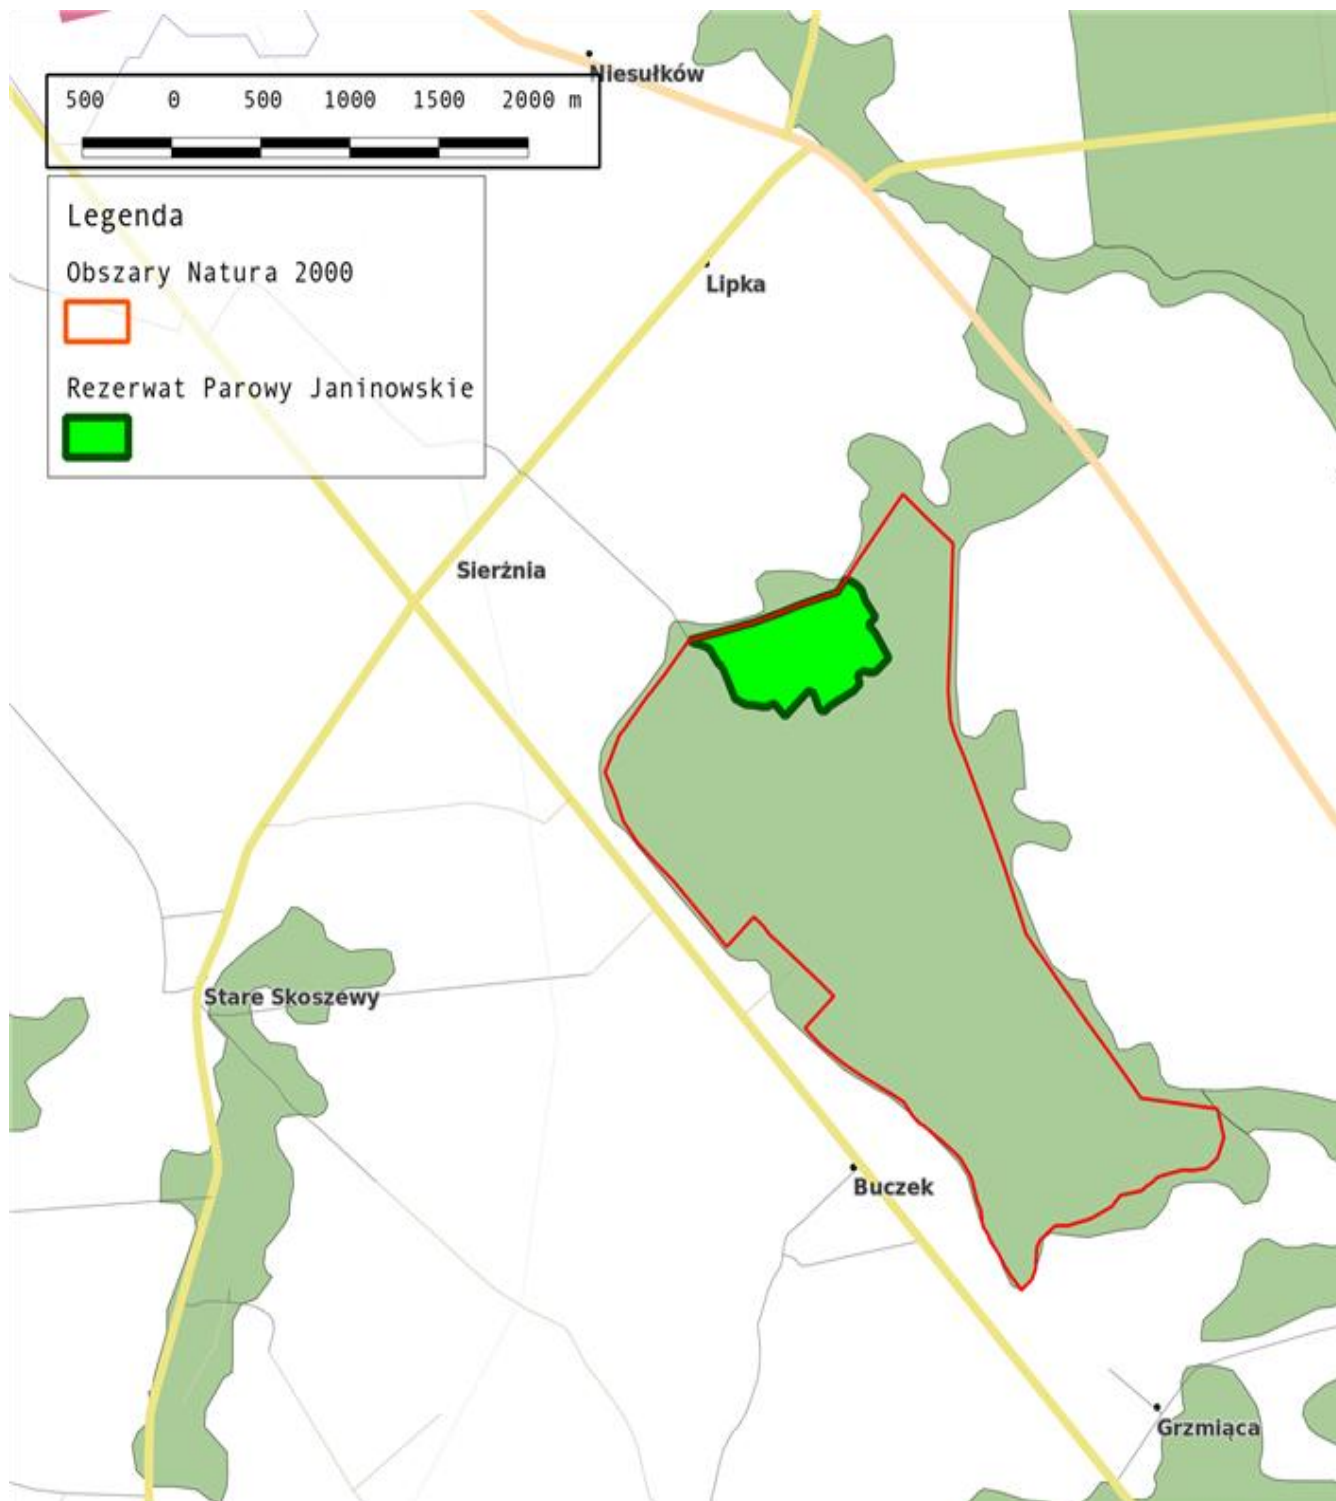 Niesułków
500 0 500 1000 1500 2000 m
Legenda
Obszary Natura 2000
Lipka
Rezerwat Parowy Janinowskie
Sierżnia
Stare Skoszewy
Buczek
Grzmiąca